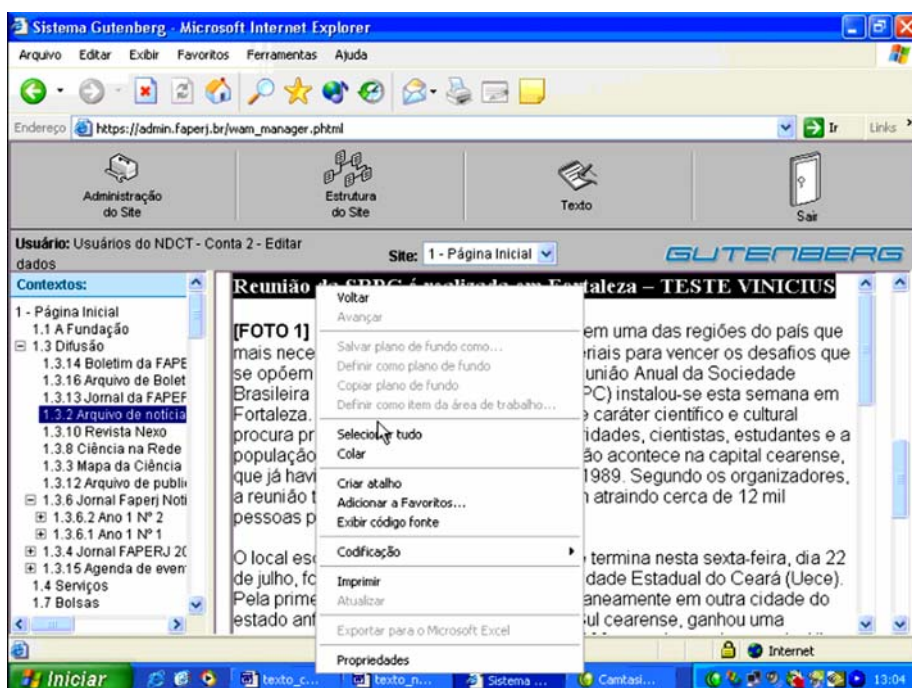 Sistema Gutenberg - Microsoft Internet Explorer
Arquivo Editar Exibir Favoritos Ferramentas Ajuda
Endereço https://admin.faperj.br/wam_manager.phtml Ir Links
Administração do Site
Estrutura do Site
Texto
Sair
Usuário: Usuários do NDCT - Conta 2 - Editar dados
Site: 1 - Página Inicial
GUTENBERG
Contextos:
1 - Página Inicial
1.1 A Fundação
1.3 Difusão
1.3.14 Boletim da FAPE
1.3.16 Arquivo de Bolet
1.3.13 Jornal da FAPEF
1.3.2 Arquivo de notícia
1.3.10 Revista Nexo
1.3.8 Ciência na Rede
1.3.3 Mapa da Ciência
1.3.12 Arquivo de public
1.3.6 Jornal Faperj Noti
1.3.6.2 Ano 1 Nº 2
1.3.6.1 Ano 1 Nº 1
1.3.4 Jornal FAPERJ 20
1.3.15 Agenda de even
1.4 Serviços
1.7 Bolsas
Reunião da SBPC é realizada em Fortaleza – TESTE VINICIUS
[FOTO 1] em uma das regiões do país que
mais nece eriais para vencer os desafios que
se opõem união Anual da Sociedade
Brasileira PC) instalou-se esta semana em
Fortaleza. e caráter científico e cultural
procura pr idades, cientistas, estudantes e a
população ão acontece na capital cearense,
que já havi 1989. Segundo os organizadores,
a reunião t n atraindo cerca de 12 mil
pessoas p
O local esc termina nesta sexta-feira, dia 22
de julho, fo dade Estadual do Ceará (Uece).
Pela prime aneamente em outra cidade do
estado ant ul cearense, ganhou uma
Voltar
Avançar
Salvar plano de fundo como...
Definir como plano de fundo
Copiar plano de fundo
Definir como item da área de trabalho...
Selecionar tudo
Colar
Criar atalho
Adicionar a Favoritos...
Exibir código fonte
Codificação
Imprimir
Atualizar
Exportar para o Microsoft Excel
Propriedades
Internet
Iniciar texto_c... texto_n... Sistema ... Camtasi... 13:04